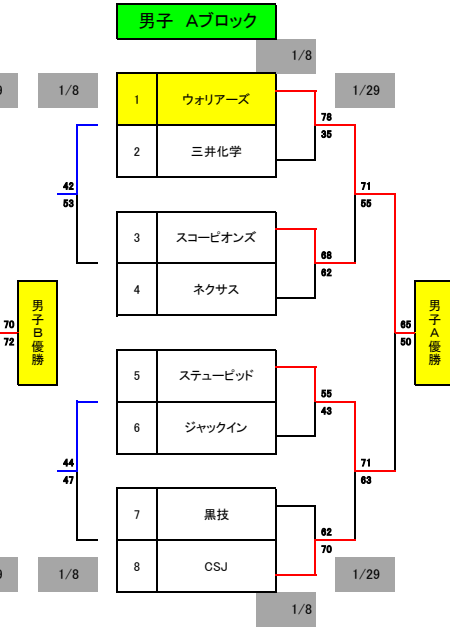 男子 Aブロック
1/8
9
1/8
1/29
1 ウォリアーズ
78
35
2 三井化学
42
53
71
55
3 スコーピオンズ
68
62
4 ネクサス
70
72
男子B優勝
65
50
男子A優勝
5 ステューピッド
55
43
6 ジャックイン
44
47
71
63
7 黒技
62
70
8 CSJ
9
1/8
1/29
1/8